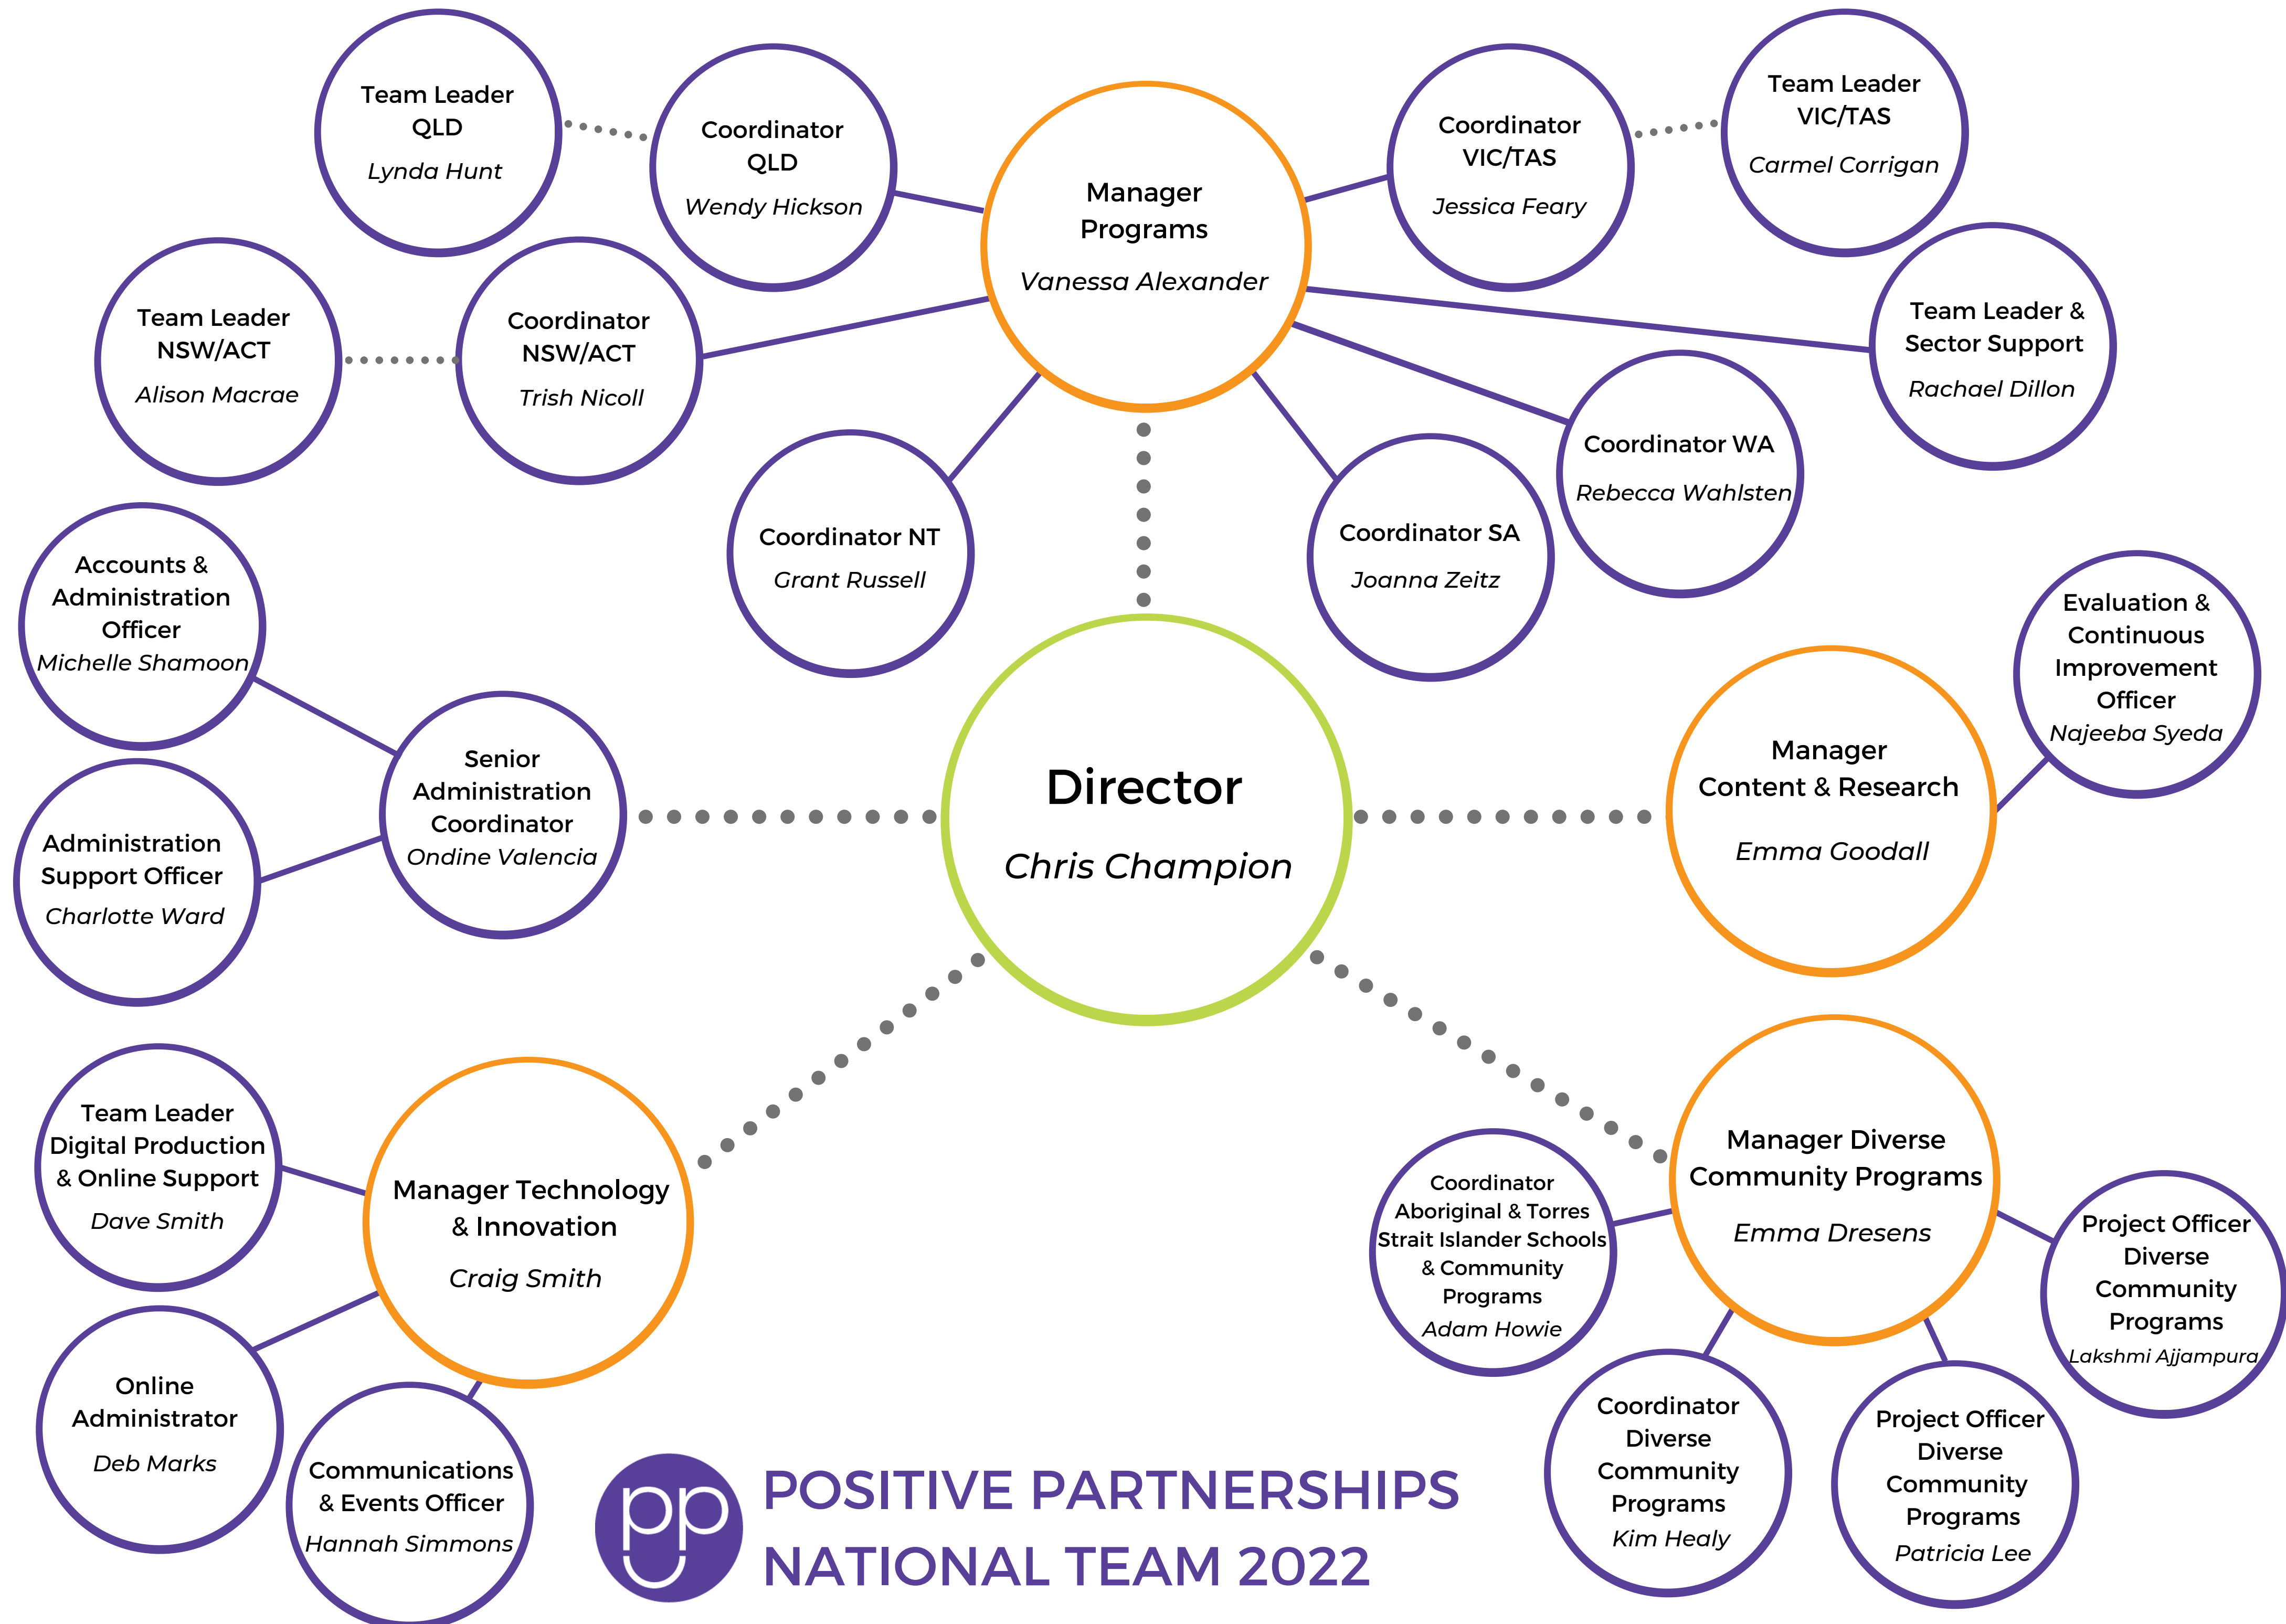 Team Leader
QLD
Lynda Hunt
Coordinator
QLD
Wendy Hickson
Manager
Programs
Vanessa Alexander
Coordinator
VIC/TAS
Jessica Feary
Team Leader
VIC/TAS
Carmel Corrigan
Team Leader
NSW/ACT
Alison Macrae
Coordinator
NSW/ACT
Trish Nicoll
Team Leader &
Sector Support
Rachael Dillon
Coordinator WA
Rebecca Wahlsten
Coordinator NT
Grant Russell
Coordinator SA
Joanna Zeitz
Accounts &
Administration
Officer
Michelle Shamoon
Evaluation &
Continuous
Improvement
Officer
Najeeba Syeda
Senior
Administration
Coordinator
Ondine Valencia
Director
Chris Champion
Manager
Content & Research
Emma Goodall
Administration
Support Officer
Charlotte Ward
Team Leader
Digital Production
& Online Support
Dave Smith
Manager Technology
& Innovation
Craig Smith
Manager Diverse
Community Programs
Emma Dresens
Coordinator
Aboriginal & Torres
Strait Islander Schools
& Community
Programs
Adam Howie
Project Officer
Diverse
Community
Programs
Lakshmi Ajjampura
Online
Administrator
Deb Marks
Communications
& Events Officer
Hannah Simmons
Coordinator
Diverse
Community
Programs
Kim Healy
Project Officer
Diverse
Community
Programs
Patricia Lee
pp
POSITIVE PARTNERSHIPS
NATIONAL TEAM 2022